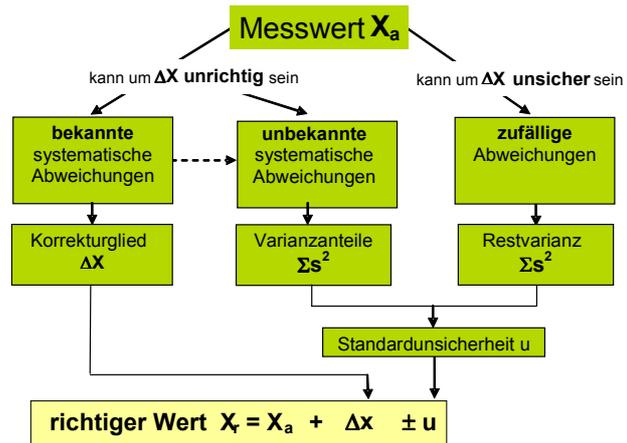 Messwert Xₐ
kann um ΔX unrichtig sein
kann um ΔX unsicher sein
bekannte
systematische
Abweichungen
unbekannte
systematische
Abweichungen
zufällige
Abweichungen
Korrekturglied
ΔX
Varianzanteile
Σs²
Restvarianz
Σs²
Standardunsicherheit u
richtiger Wert Xᵣ = Xₐ + Δx ± u